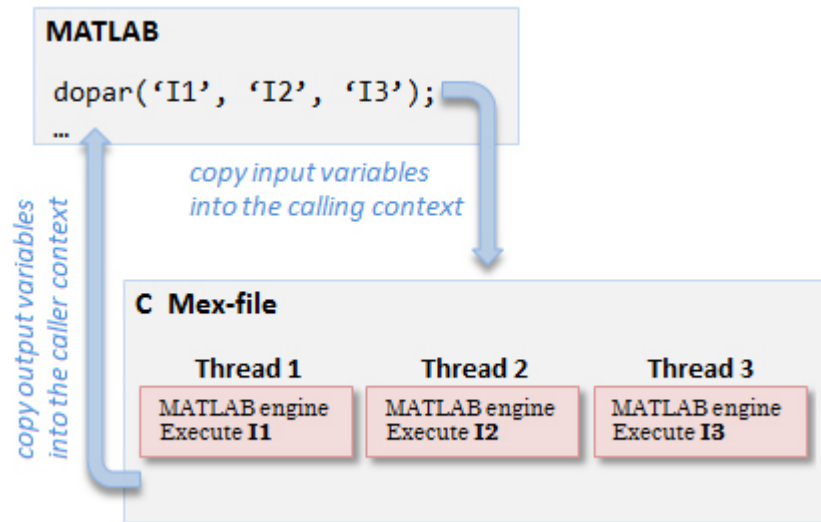 MATLAB
dopar(‘I1’, ‘I2’, ‘I3’);
…
copy input variables
into the calling context
copy output variables
into the caller context
C Mex-file
Thread 1
MATLAB engine
Execute I1
Thread 2
MATLAB engine
Execute I2
Thread 3
MATLAB engine
Execute I3